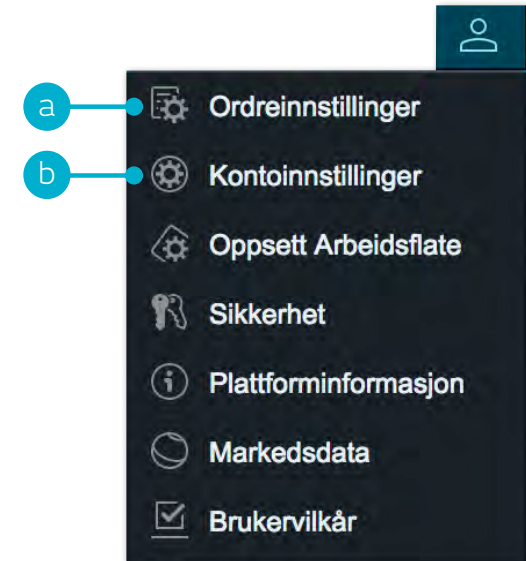 a Ordreinnstillinger
b Kontoinnstillinger
Oppsett Arbeidsflate
Sikkerhet
Plattforminformasjon
Markedsdata
Brukervilkår